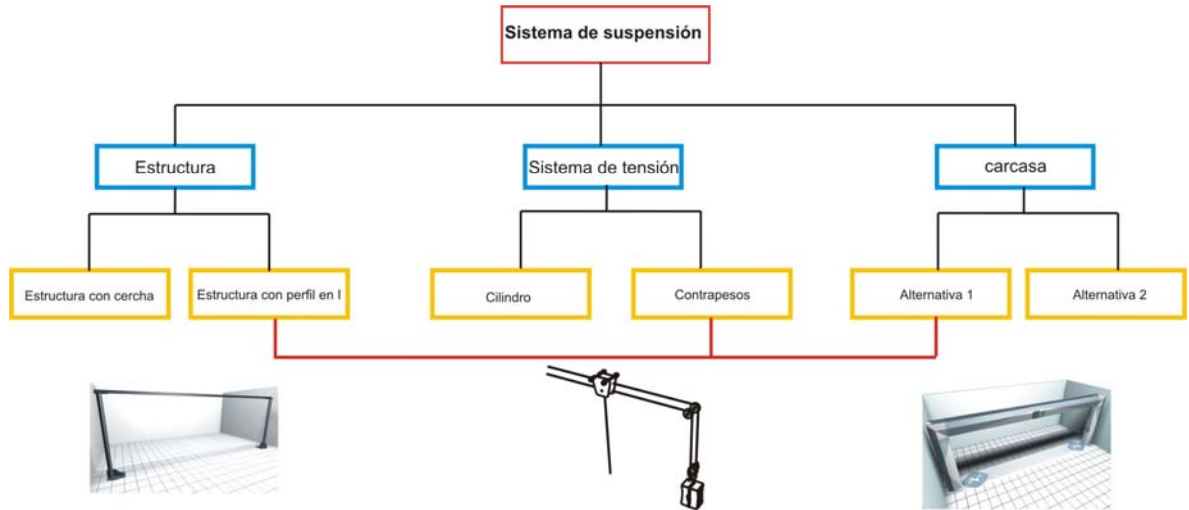 Sistema de suspensión
Estructura
Sistema de tensión
carcasa
Estructura con cercha
Estructura con perfil en I
Cilindro
Contrapesos
Alternativa 1
Alternativa 2